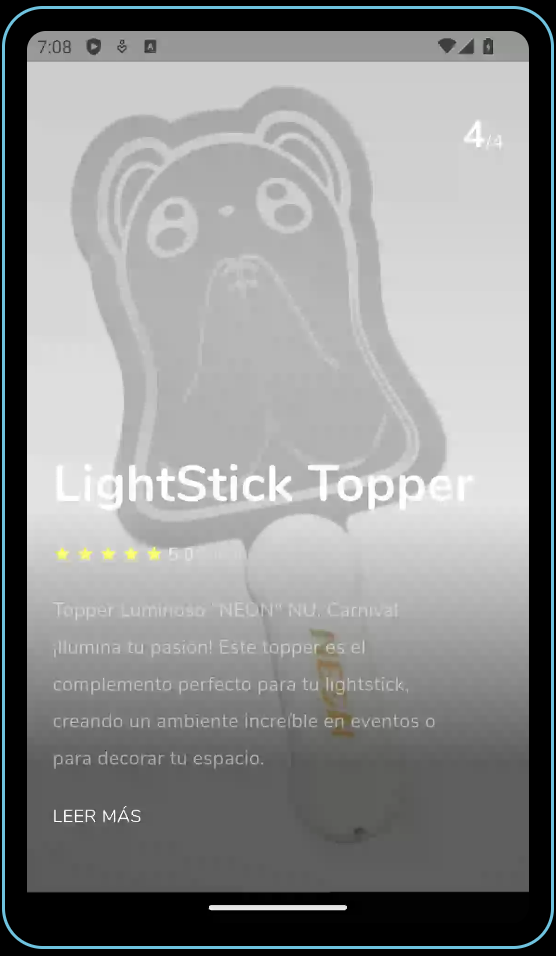 7:08
4/4
LightStick Topper
5.0
Topper Luminoso "NEON" NU. Carnival
¡Ilumina tu pasión! Este topper es el
complemento perfecto para tu lightstick,
creando un ambiente increíble en eventos o
para decorar tu espacio.
NEON
LEER MÁS